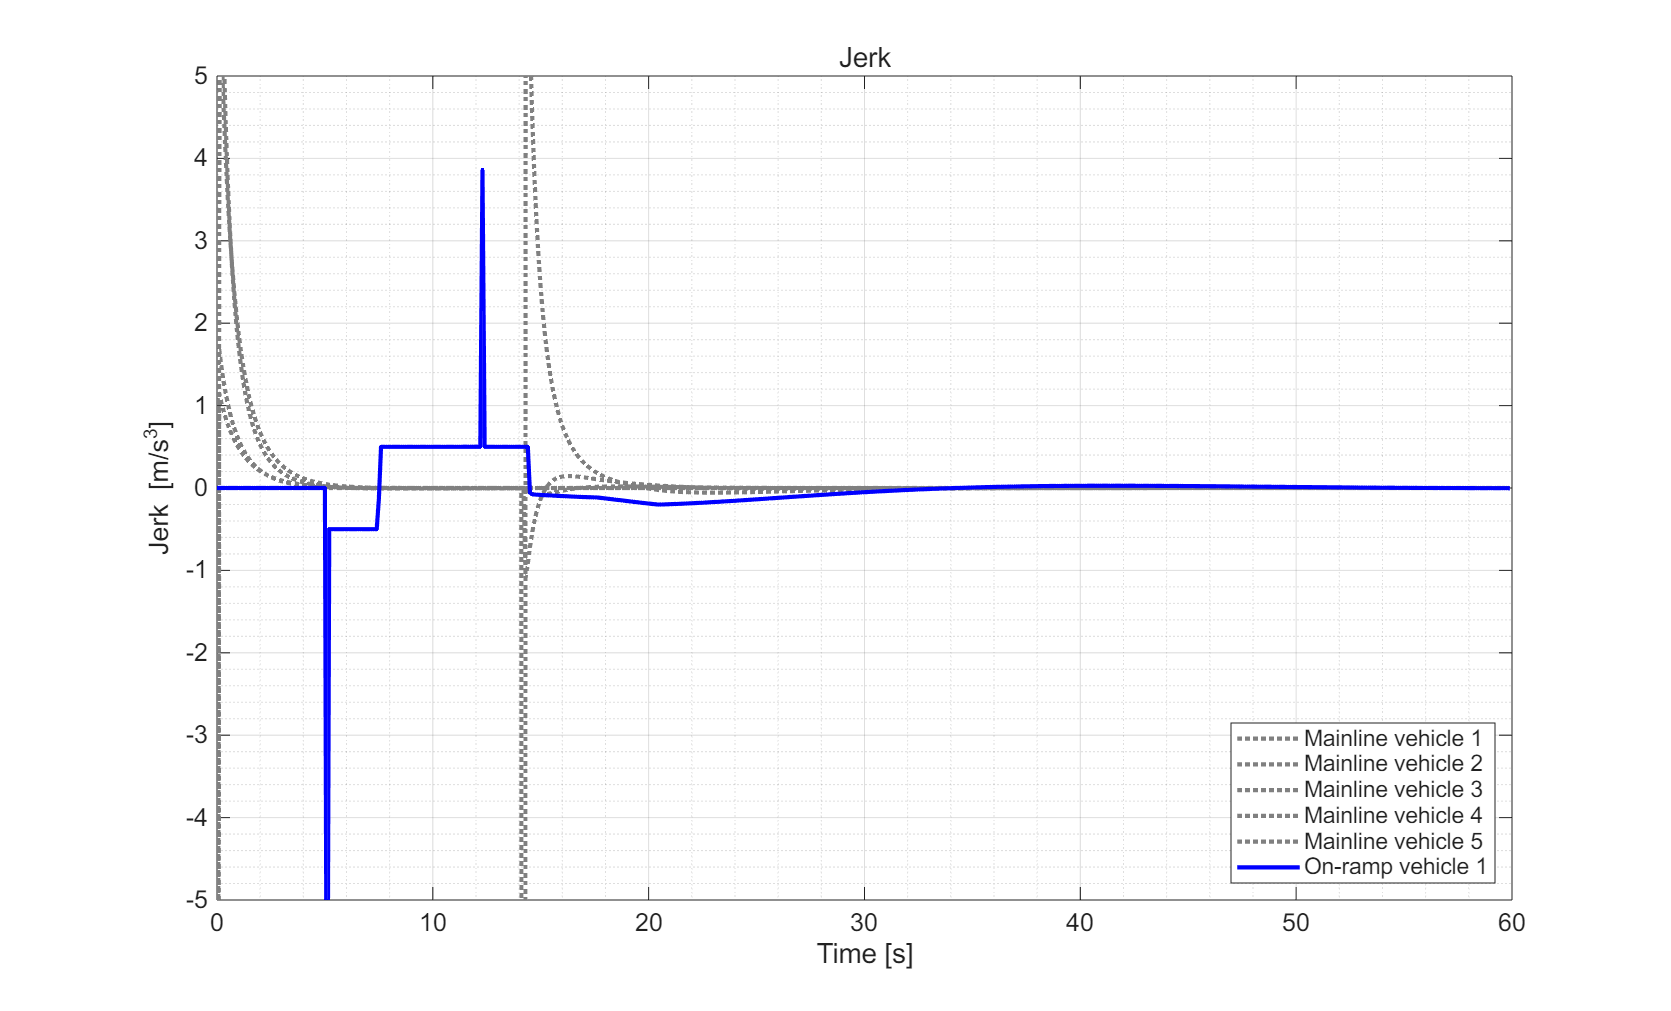 Jerk
5
4
3
2
1
0
-1
-2
-3
-4
-5
Jerk [m/s³]
0 10 20 30 40 50 60
Time [s]
Mainline vehicle 1
Mainline vehicle 2
Mainline vehicle 3
Mainline vehicle 4
Mainline vehicle 5
On-ramp vehicle 1